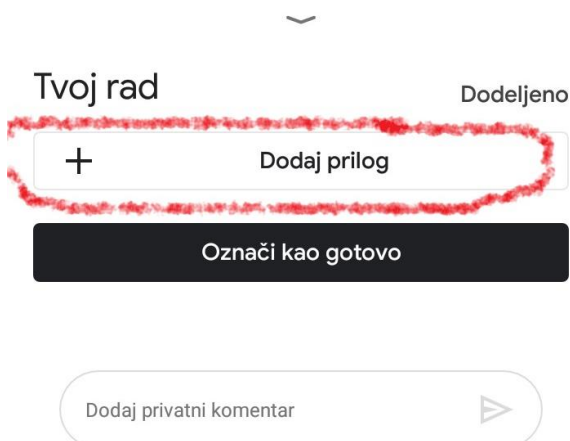 Tvoj rad
Dodeljeno
+ Dodaj prilog
Označi kao gotovo
Dodaj privatni komentar